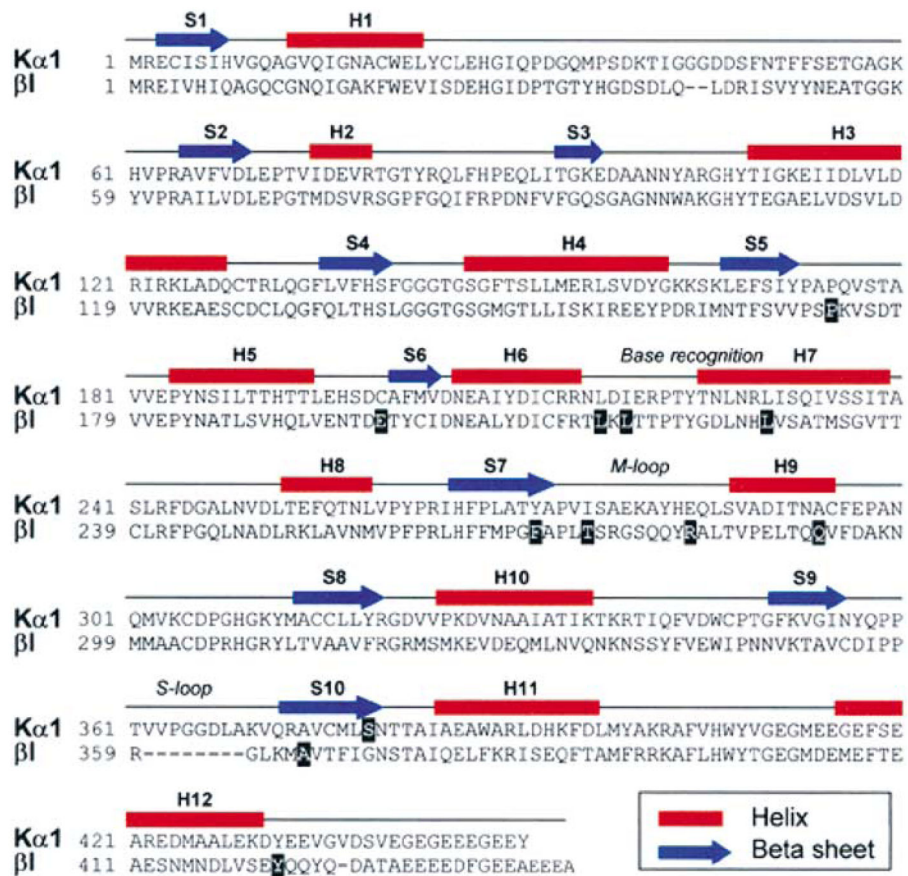 S1 H1
Kα1 1 MRECISIHVGQAGVQIGNACWELYCLEHGIQPDGQMPSDKTIGGGDDSFNTFFSETGAGK
βI 1 MREIVHIQAGQCGNQIGAKFWEVISDEHGIDPTGTYHGDSDLQ--LDRISVYYNEATGGK
S2 H2 S3 H3
Kα1 61 HVPRAVFVDLEPTVIDEVRTGTYRQLFHPEQLITGKEDAANNYARGHYTIGKEIIDLVLD
βI 59 YVPRAILVDLEPGTMDSVRSGPFGQIFRPDNFVFGQSGAGNNWAKGHYTEGAELVDSVLD
S4 H4 S5
Kα1 121 RIRKLADQCTRLQGFLVFHSFGGGTGSGFTSLLMERLSVDYGKKSKLEFSIYPAPQVSTA
βI 119 VVRKEAESCDCLQGFQLTHSLGGGTGSGMGTLLISKIREEYPDRIMNTFSVVPSPKVSDT
H5 S6 H6 Base recognition H7
Kα1 181 VVEPYNSILTTHTTLEHSDCAFMVDNEAIYDICRRNLDIERPTYTNLNRLISQIVSSITA
βI 179 VVEPYNATLSVHQLVENTDETYCIDNEALYDICFRTLKLTTPTYGDLNHLVSATMSGVTT
H8 S7 M-loop H9
Kα1 241 SLRFDGALNVDLTEFQTNLVPYPRIHFPLATYAPVISAEKAYHEQLSVADITNACFEPAN
βI 239 CLRFPGQLNADLRKLAVNMVPFPRLHFFMPGFAPLTSRGSQQYRALTVPELTQQVFDAKN
S8 H10 S9
Kα1 301 QMVKCDPGHGKYMACCLLYRGDVVPKDVNAAIATIKTKRTIQFVDWCPTGFKVGINYQPP
βI 299 MMAACDPRHGRYLTVAAVFRGRMSMKEVDEQMLNVQNKNSSYFVEWIPNNVKTAVCDIPP
S-loop S10 H11
Kα1 361 TVVPGGDLAKVQRAVCMLSNTTAIAEAWARLDHKFDLMYAKRAFVHWYVGEGMEEGEFSE
βI 359 R--------GLKMAVTFIGNSTAIQELFKRISEQFTAMFRRKAFLHWYTGEGMDEMEFTE
H12
Kα1 421 AREDMAALEKDYEEVGVDSVEGEGEEEGEEY
βI 411 AESNMNDLVSEYQQYQ-DATAEEEEDFGEEAEEEA
Helix
Beta sheet